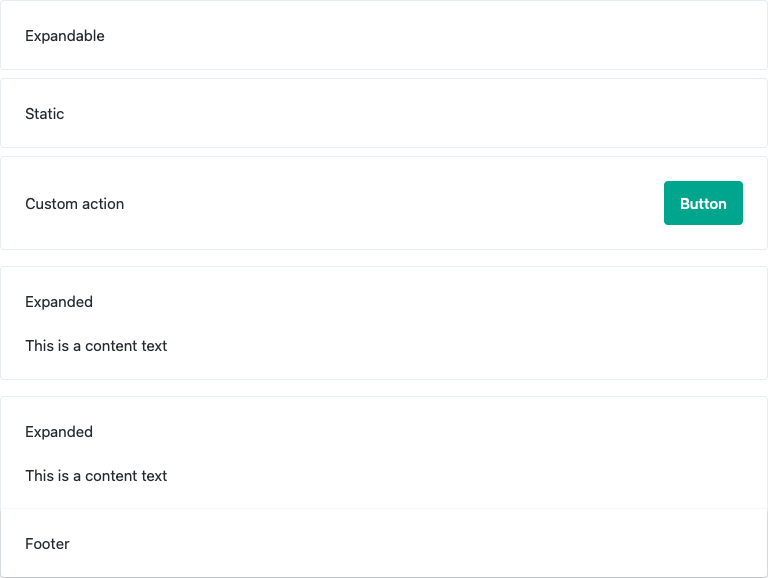 Expandable
Static
Custom action
Button
Expanded
This is a content text
Expanded
This is a content text
Footer